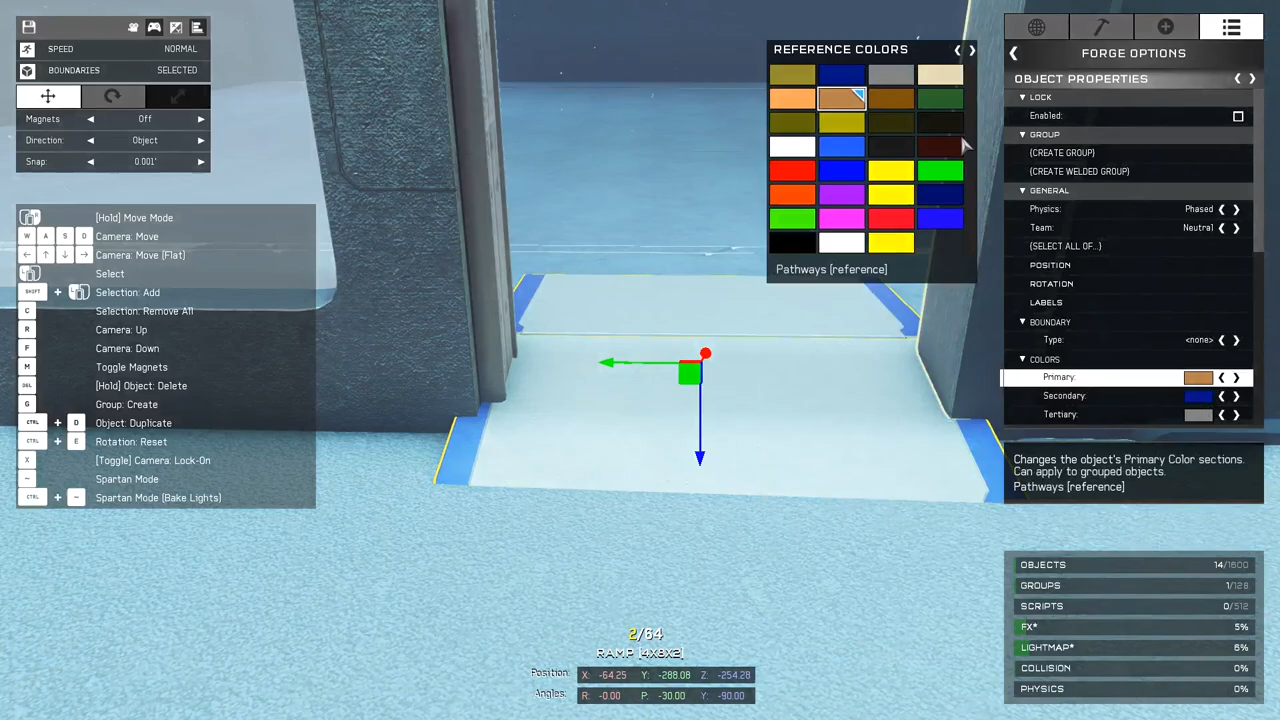 SPEED NORMAL
BOUNDARIES SELECTED
Magnets Off
Direction: Object
Snap: 0.001'
[Hold] Move Mode
W A S D Camera: Move
← ↑ ↓ → Camera: Move [Flat]
Select
SHIFT + Selection: Add
C Selection: Remove All
R Camera: Up
F Camera: Down
M Toggle Magnets
DEL [Hold] Object: Delete
G Group: Create
CTRL + D Object: Duplicate
CTRL + E Rotation: Reset
X [Toggle] Camera: Lock-On
~ Spartan Mode
CTRL + ~ Spartan Mode (Bake Lights)
REFERENCE COLORS
Pathways [reference]
FORGE OPTIONS
OBJECT PROPERTIES
LOCK
Enabled:
GROUP
(CREATE GROUP)
(CREATE WELDED GROUP)
GENERAL
Physics: Phased
Team: Neutral
(SELECT ALL OF...)
POSITION
ROTATION
LABELS
BOUNDARY
Type: <none>
COLORS
Primary:
Secondary:
Tertiary:
Changes the object's Primary Color sections.
Can apply to grouped objects.
Pathways [reference]
OBJECTS 14/1600
GROUPS 1/128
SCRIPTS 0/512
FX* 5%
LIGHTMAP* 6%
COLLISION 0%
PHYSICS 0%
2/64
RAMP [4X8X2]
Position: X: -64.25 Y: -288.08 Z: -254.28
Angles: R: -0.00 P: -30.00 Y: -90.00